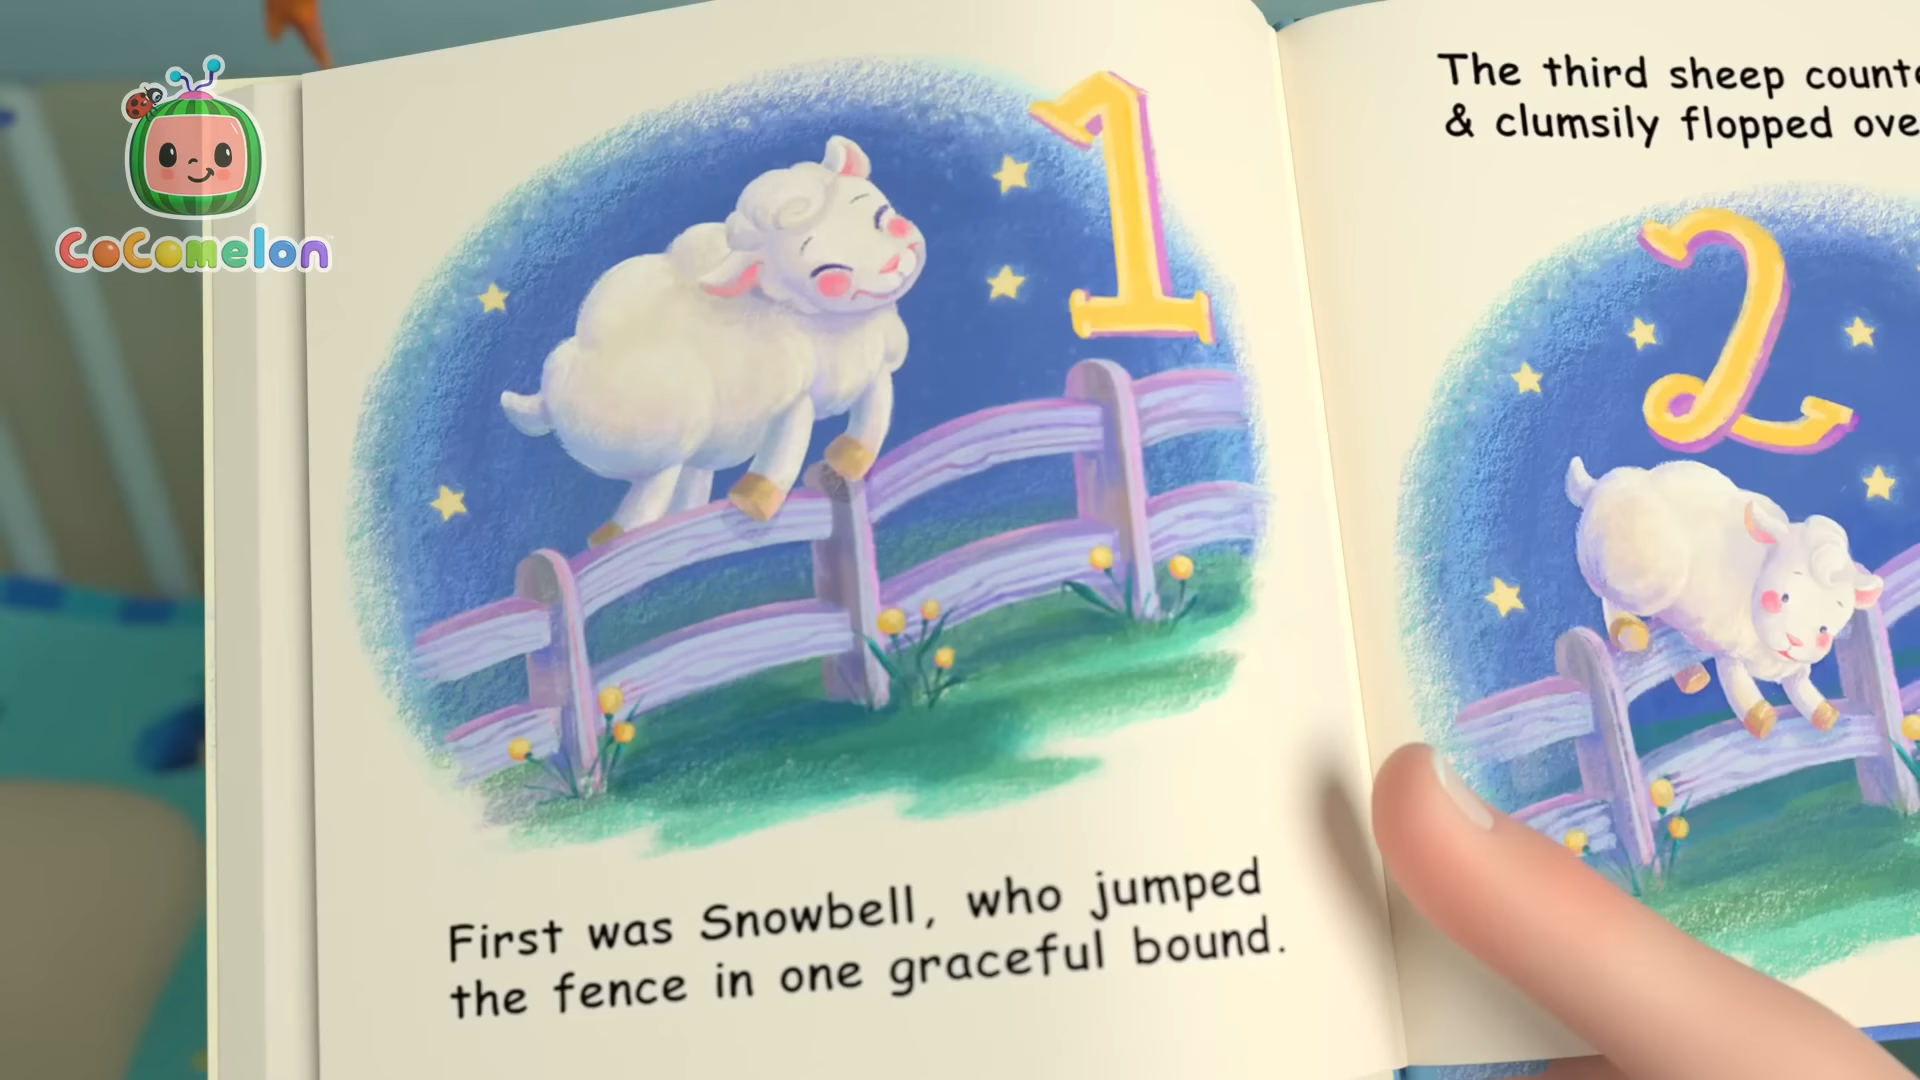 CoComelon
1
First was Snowbell, who jumped
the fence in one graceful bound.
The third sheep
& clumsily flopped
2